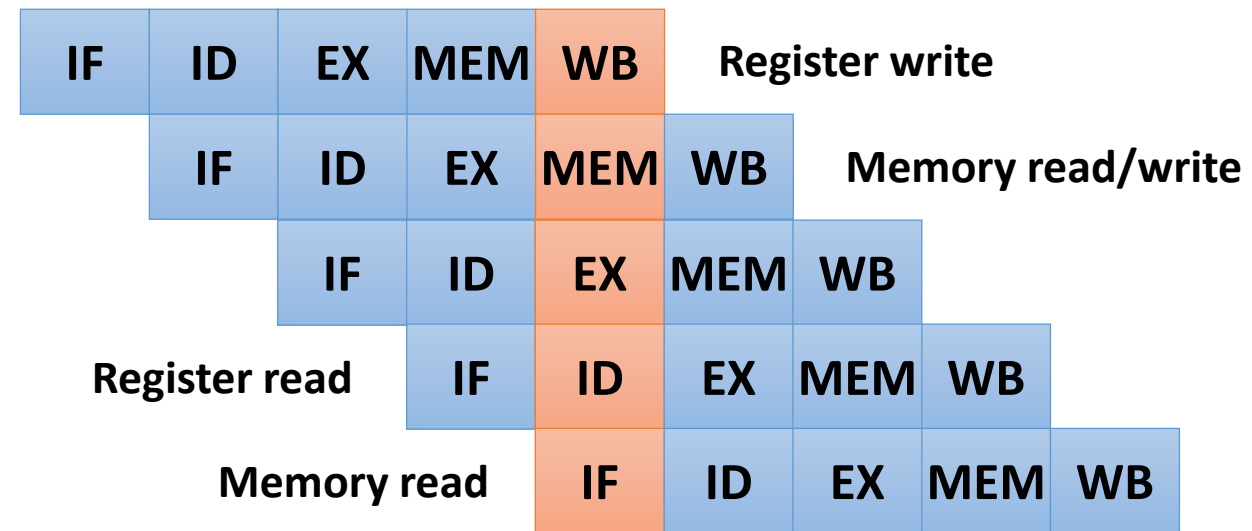 IF ID EX MEM WB Register write
IF ID EX MEM WB Memory read/write
IF ID EX MEM WB
Register read IF ID EX MEM WB
Memory read IF ID EX MEM WB